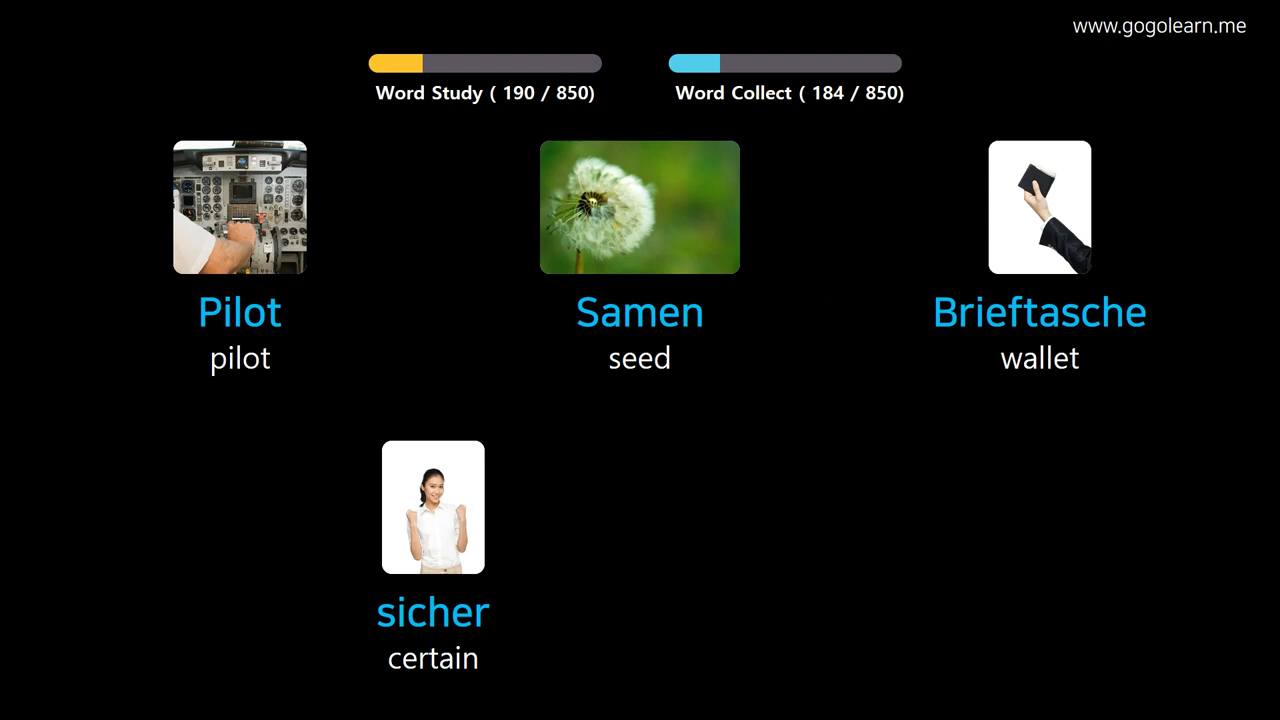 www.gogolearn.me
Word Study ( 190 / 850)
Word Collect ( 184 / 850)
Pilot
pilot
Samen
seed
Brieftasche
wallet
sicher
certain